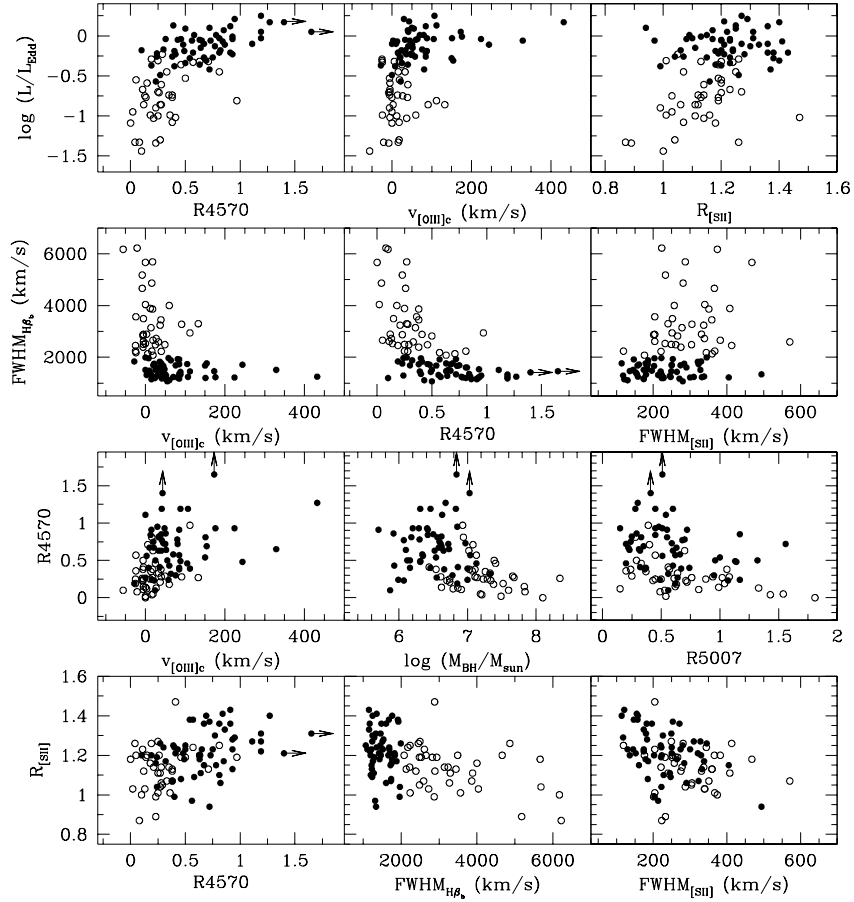 log (L/L_Edd)
0
−0.5
−1
−1.5
0 0.5 1 1.5
R4570
0 200 400
v_[OIII]c (km/s)
0.8 1 1.2 1.4 1.6
R_[SII]
FWHM_Hβb (km/s)
6000
4000
2000
0 200 400
v_[OIII]c (km/s)
0 0.5 1 1.5
R4570
200 400 600
FWHM_[SII] (km/s)
R4570
1.5
1
0.5
0
0 200 400
v_[OIII]c (km/s)
6 7 8
log (M_BH/M_sun)
0 0.5 1 1.5 2
R5007
R_[SII]
1.6
1.4
1.2
1
0.8
0 0.5 1 1.5
R4570
2000 4000 6000
FWHM_Hβb (km/s)
200 400 600
FWHM_[SII] (km/s)